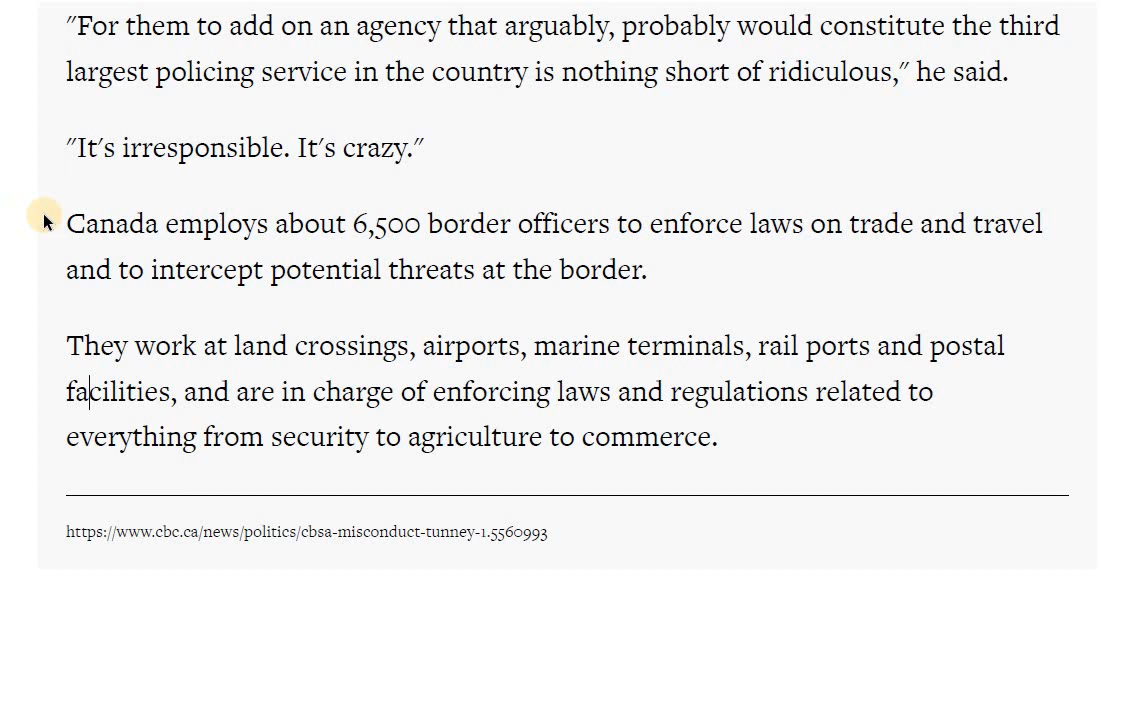 "For them to add on an agency that arguably, probably would constitute the third
largest policing service in the country is nothing short of ridiculous," he said.
"It's irresponsible. It's crazy."
Canada employs about 6,500 border officers to enforce laws on trade and travel
and to intercept potential threats at the border.
They work at land crossings, airports, marine terminals, rail ports and postal
facilities, and are in charge of enforcing laws and regulations related to
everything from security to agriculture to commerce.
https://www.cbc.ca/news/politics/cbsa-misconduct-tunney-1.5560993